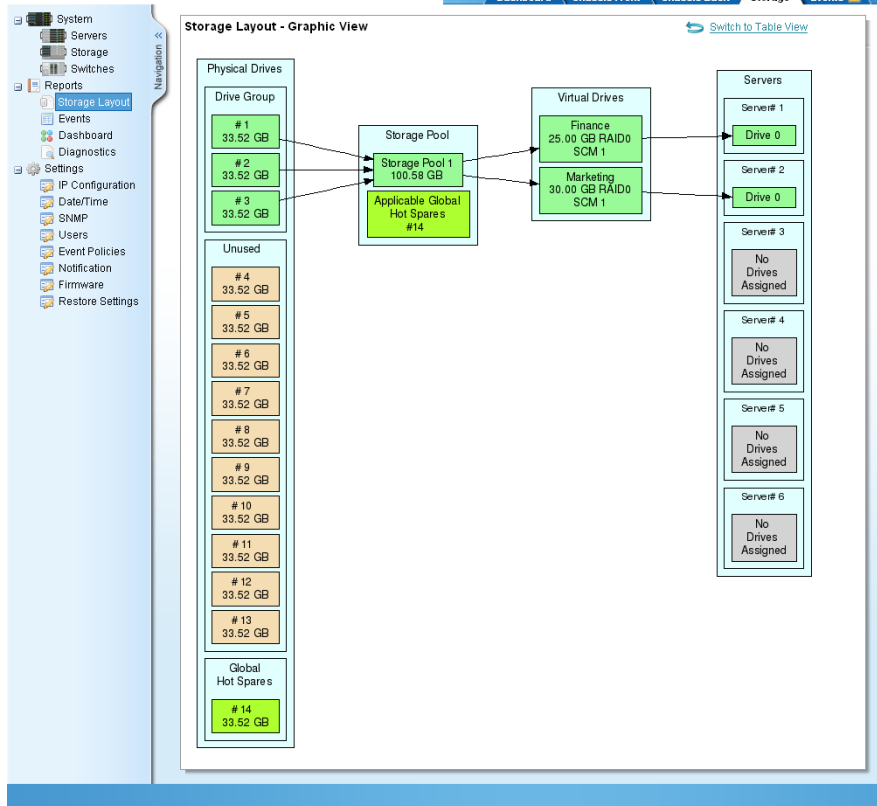 System
Servers
Storage
Switches
Reports
Storage Layout
Events
Dashboard
Diagnostics
Settings
IP Configuration
Date/Time
SNMP
Users
Event Policies
Notification
Firmware
Restore Settings
«
Navigation
Storage Layout - Graphic View
Switch to Table View
Physical Drives
Drive Group
# 1
33.52 GB
# 2
33.52 GB
# 3
33.52 GB
Unused
# 4
33.52 GB
# 5
33.52 GB
# 6
33.52 GB
# 7
33.52 GB
# 8
33.52 GB
# 9
33.52 GB
# 10
33.52 GB
# 11
33.52 GB
# 12
33.52 GB
# 13
33.52 GB
Global
Hot Spares
# 14
33.52 GB
Storage Pool
Storage Pool 1
100.58 GB
Applicable Global
Hot Spares
#14
Virtual Drives
Finance
25.00 GB RAID0
SCM 1
Marketing
30.00 GB RAID0
SCM 1
Servers
Server# 1
Drive 0
Server# 2
Drive 0
Server# 3
No
Drives
Assigned
Server# 4
No
Drives
Assigned
Server# 5
No
Drives
Assigned
Server# 6
No
Drives
Assigned